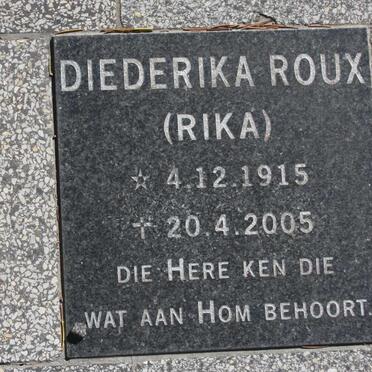 DIEDERIKA ROUX
(RIKA)
☆ 4.12.1915
✝ 20.4.2005
DIE HERE KEN DIE
WAT AAN HOM BEHOORT.